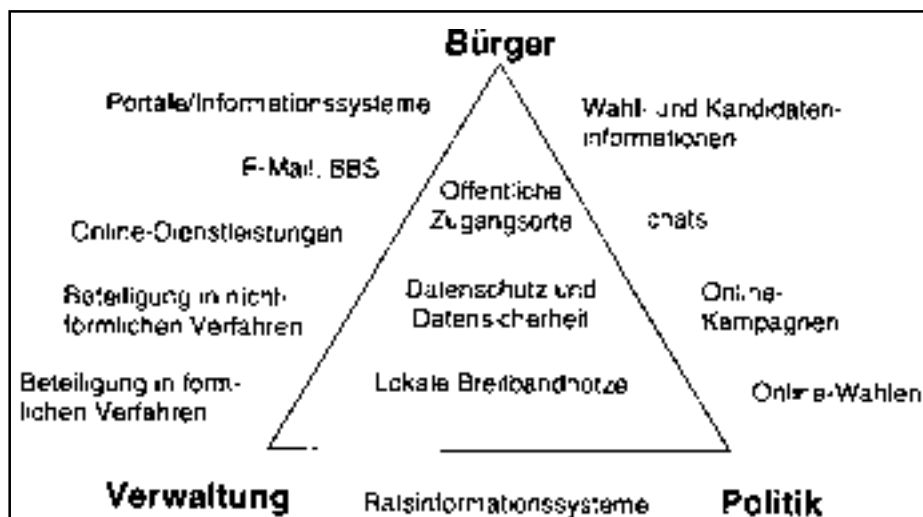 Bürger
Portale/Informationssysteme
Wahl- und Kandidaten-
informationen
E-Mail, BBS
Öffentliche
Zugangsorte
chats
Online-Dienstleistungen
Beteiligung in nicht-
förmlichen Verfahren
Datenschutz und
Datensicherheit
Online-
Kampagnen
Beteiligung in förm-
lichen Verfahren
Lokale Breitbandnetze
Online-Wahlen
Verwaltung
Ratsinformationssysteme
Politik